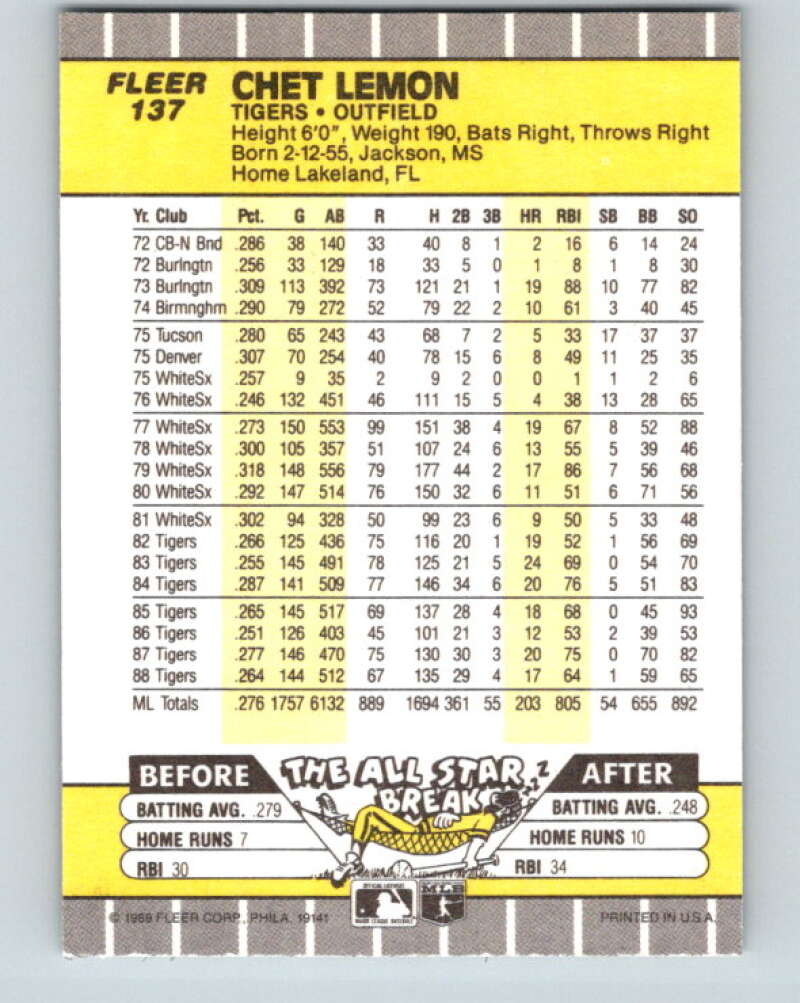 FLEER
137
CHET LEMON
TIGERS • OUTFIELD
Height 6'0", Weight 190, Bats Right, Throws Right
Born 2-12-55, Jackson, MS
Home Lakeland, FL
Yr. Club Pct. G AB R H 2B 3B HR RBI SB BB SO
72 CB-N Bnd .286 38 140 33 40 8 1 2 16 6 14 24
72 Burlngtn .256 33 129 18 33 5 0 1 8 1 8 30
73 Burlngtn .309 113 392 73 121 21 1 19 88 10 77 82
74 Birmnghm .290 79 272 52 79 22 2 10 61 3 40 45
75 Tucson .280 65 243 43 68 7 2 5 33 17 37 37
75 Denver .307 70 254 40 78 15 6 8 49 11 25 35
75 WhiteSx .257 9 35 2 9 2 0 0 1 1 2 6
76 WhiteSx .246 132 451 46 111 15 5 4 38 13 28 65
77 WhiteSx .273 150 553 99 151 38 4 19 67 8 52 88
78 WhiteSx .300 105 357 51 107 24 6 13 55 5 39 46
79 WhiteSx .318 148 556 79 177 44 2 17 86 7 56 68
80 WhiteSx .292 147 514 76 150 32 6 11 51 6 71 56
81 WhiteSx .302 94 328 50 99 23 6 9 50 5 33 48
82 Tigers .266 125 436 75 116 20 1 19 52 1 56 69
83 Tigers .255 145 491 78 125 21 5 24 69 0 54 70
84 Tigers .287 141 509 77 146 34 6 20 76 5 51 83
85 Tigers .265 145 517 69 137 28 4 18 68 0 45 93
86 Tigers .251 126 403 45 101 21 3 12 53 2 39 53
87 Tigers .277 146 470 75 130 30 3 20 75 0 70 82
88 Tigers .264 144 512 67 135 29 4 17 64 1 59 65
ML Totals .276 1757 6132 889 1694 361 55 203 805 54 655 892
BEFORE THE ALL STAR BREAK AFTER
BATTING AVG. .279
HOME RUNS 7
RBI 30
BATTING AVG. .248
HOME RUNS 10
RBI 34
MLB
© 1989 FLEER CORP., PHILA. 19141
PRINTED IN U.S.A.